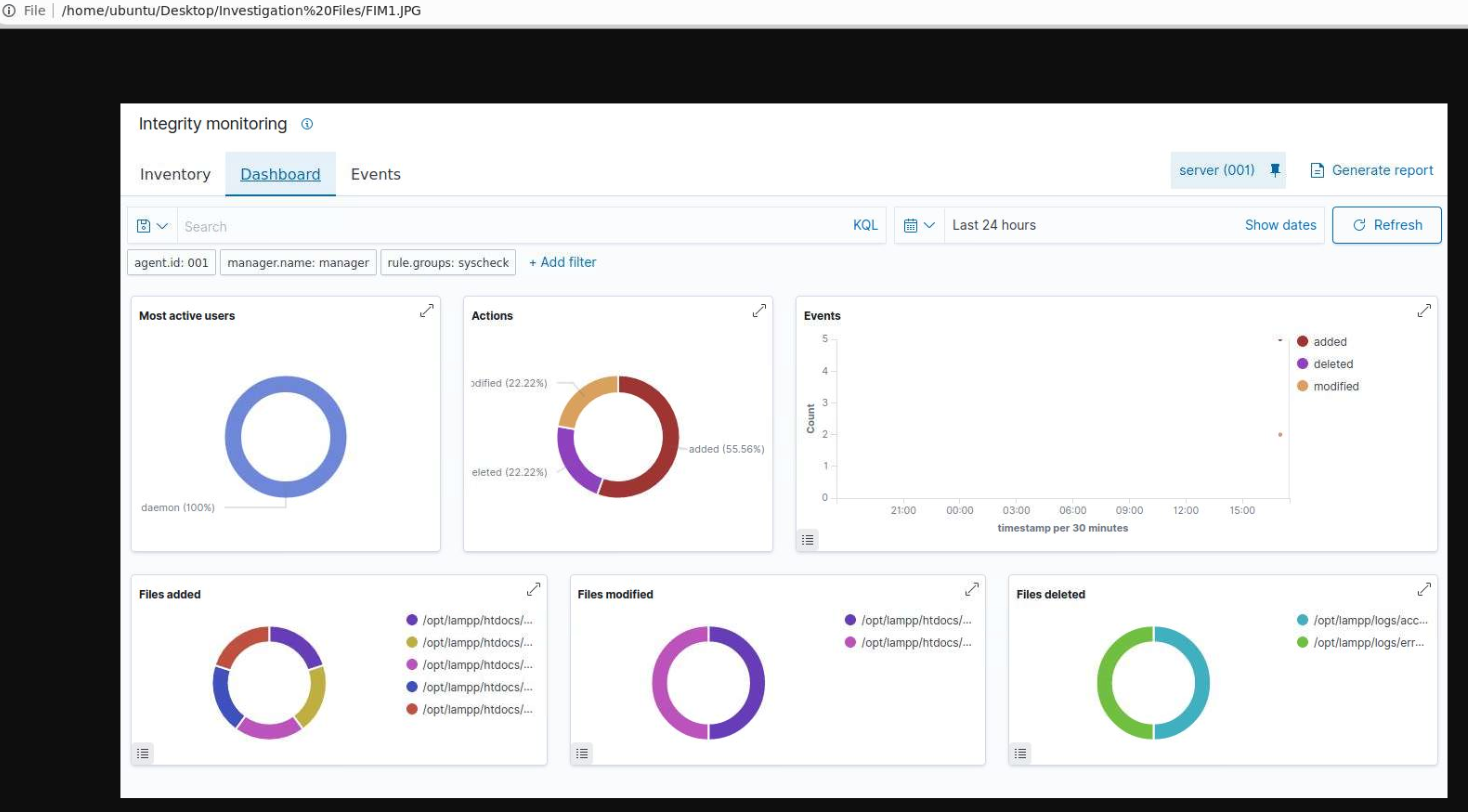 File /home/ubuntu/Desktop/Investigation%20Files/FIM1.JPG
Integrity monitoring
Inventory Dashboard Events
server (001) Generate report
Search KQL
Last 24 hours Show dates Refresh
agent.id: 001 manager.name: manager rule.groups: syscheck + Add filter
Most active users
daemon (100%)
Actions
odified (22.22%)
eleted (22.22%)
added (55.56%)
Events
5
4
3
2
1
0
Count
21:00 00:00 03:00 06:00 09:00 12:00 15:00
timestamp per 30 minutes
added
deleted
modified
Files added
/opt/lampp/htdocs/...
/opt/lampp/htdocs/...
/opt/lampp/htdocs/...
/opt/lampp/htdocs/...
/opt/lampp/htdocs/...
Files modified
/opt/lampp/htdocs/...
/opt/lampp/htdocs/...
Files deleted
/opt/lampp/logs/acc...
/opt/lampp/logs/err...